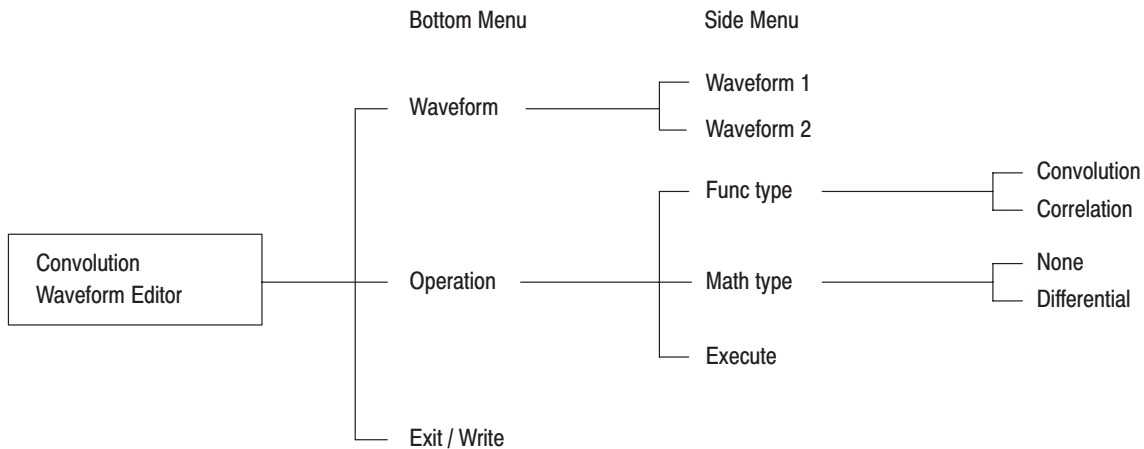 Bottom Menu
Side Menu
Waveform
Waveform 1
Waveform 2
Convolution
Waveform Editor
Operation
Func type
Convolution
Correlation
Math type
None
Differential
Execute
Exit / Write